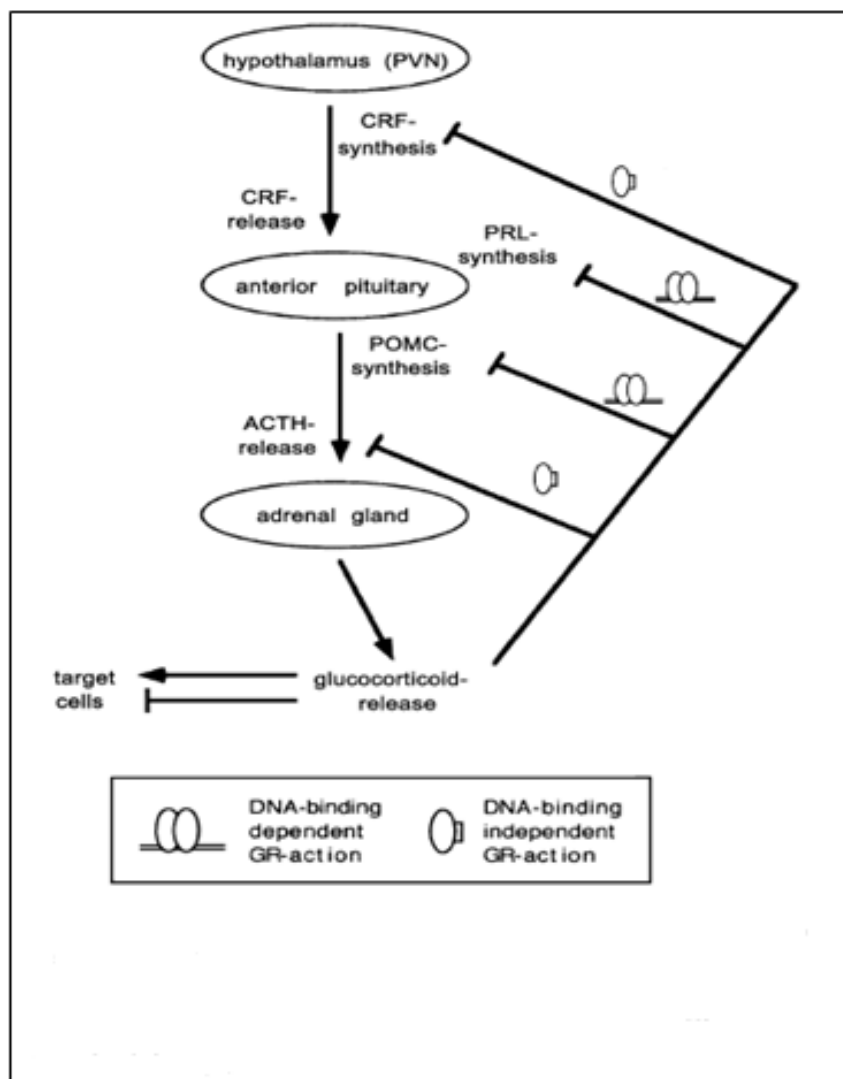 hypothalamus (PVN)
CRF-
synthesis
CRF-
release
PRL-
synthesis
anterior pituitary
POMC-
synthesis
ACTH-
release
adrenal gland
target
cells
glucocorticoid-
release
DNA-binding
dependent
GR-action
DNA-binding
independent
GR-action